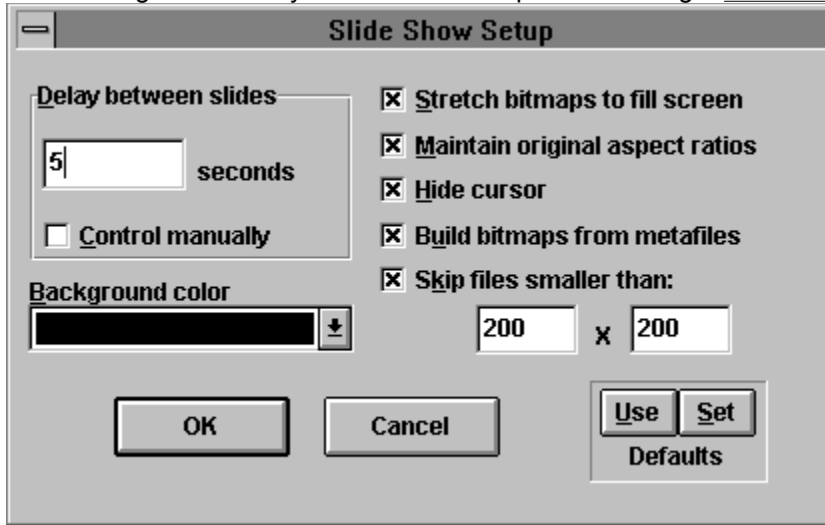 Slide Show Setup
Delay between slides
5 seconds
Control manually
Background color
Stretch bitmaps to fill screen
Maintain original aspect ratios
Hide cursor
Build bitmaps from metafiles
Skip files smaller than:
200 x 200
OK
Cancel
Use Set
Defaults